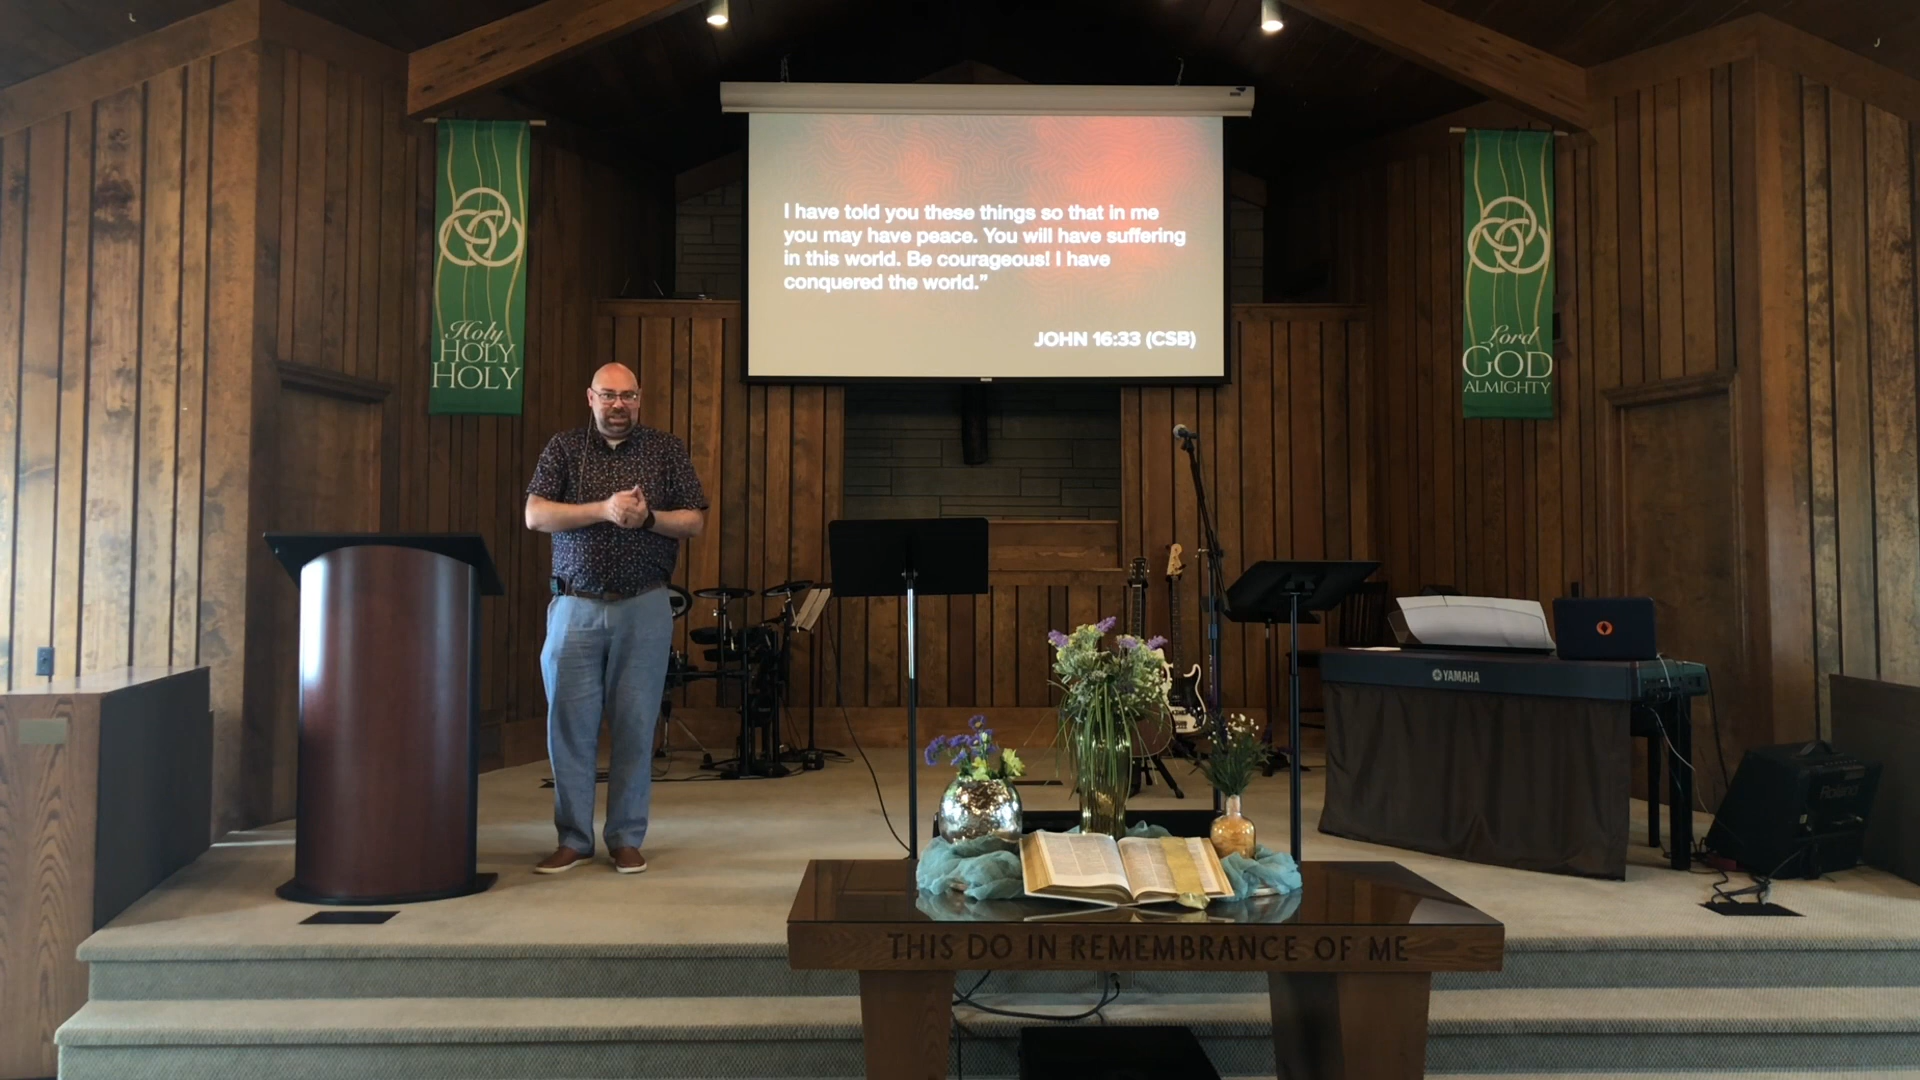 I have told you these things so that in me
you may have peace. You will have suffering
in this world. Be courageous! I have
conquered the world.”
JOHN 16:33 (CSB)
Holy
HOLY
HOLY
Lord
GOD
ALMIGHTY
YAMAHA
Roland
THIS DO IN REMEMBRANCE OF ME